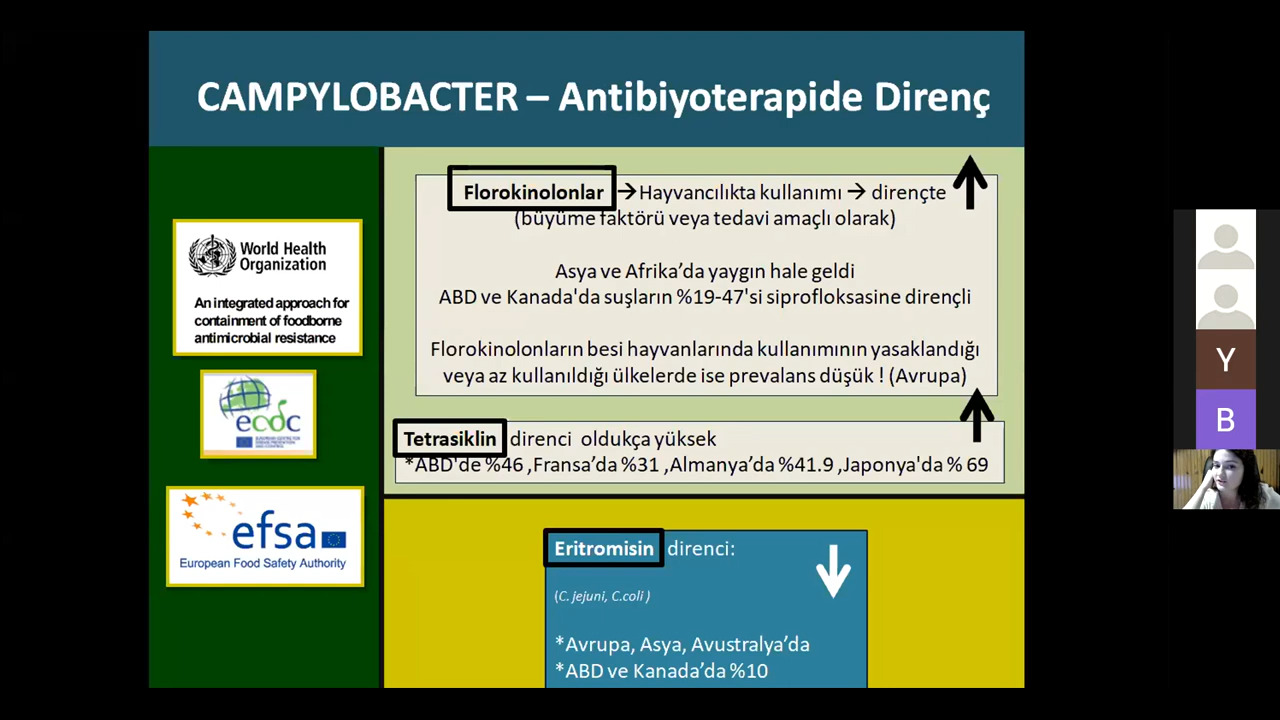 CAMPYLOBACTER – Antibiyoterapide Direnç
World Health
Organization
An integrated approach for
containment of foodborne
antimicrobial resistance
ecdc
efsa
European Food Safety Authority
Florokinolonlar →Hayvancılıkta kullanımı → dirençte
(büyüme faktörü veya tedavi amaçlı olarak)
Asya ve Afrika’da yaygın hale geldi
ABD ve Kanada'da suşların %19-47'si siprofloksasine dirençli
Florokinolonların besi hayvanlarında kullanımının yasaklandığı
veya az kullanıldığı ülkelerde ise prevalans düşük ! (Avrupa)
Tetrasiklin direnci oldukça yüksek
*ABD'de %46 ,Fransa’da %31 ,Almanya’da %41.9 ,Japonya'da % 69
Eritromisin direnci:
(C. jejuni, C.coli )
*Avrupa, Asya, Avustralya’da
*ABD ve Kanada’da %10
Y
B